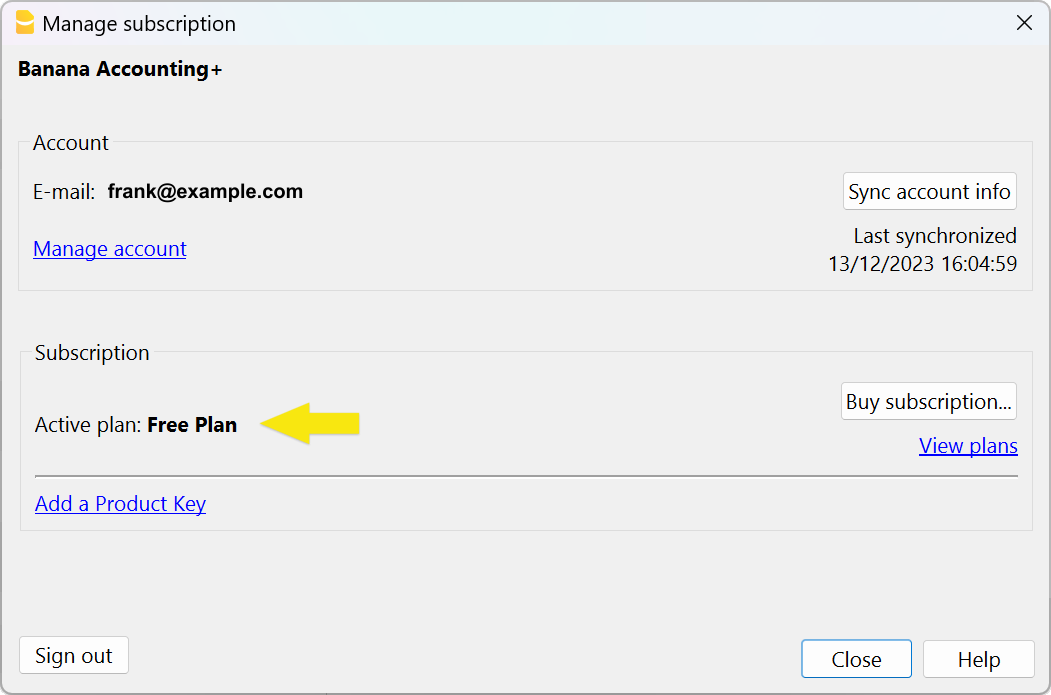 Manage subscription
Banana Accounting+
Account
E-mail: frank@example.com
Sync account info
Manage account
Last synchronized
13/12/2023 16:04:59
Subscription
Buy subscription...
Active plan: Free Plan
View plans
Add a Product Key
Sign out
Close
Help